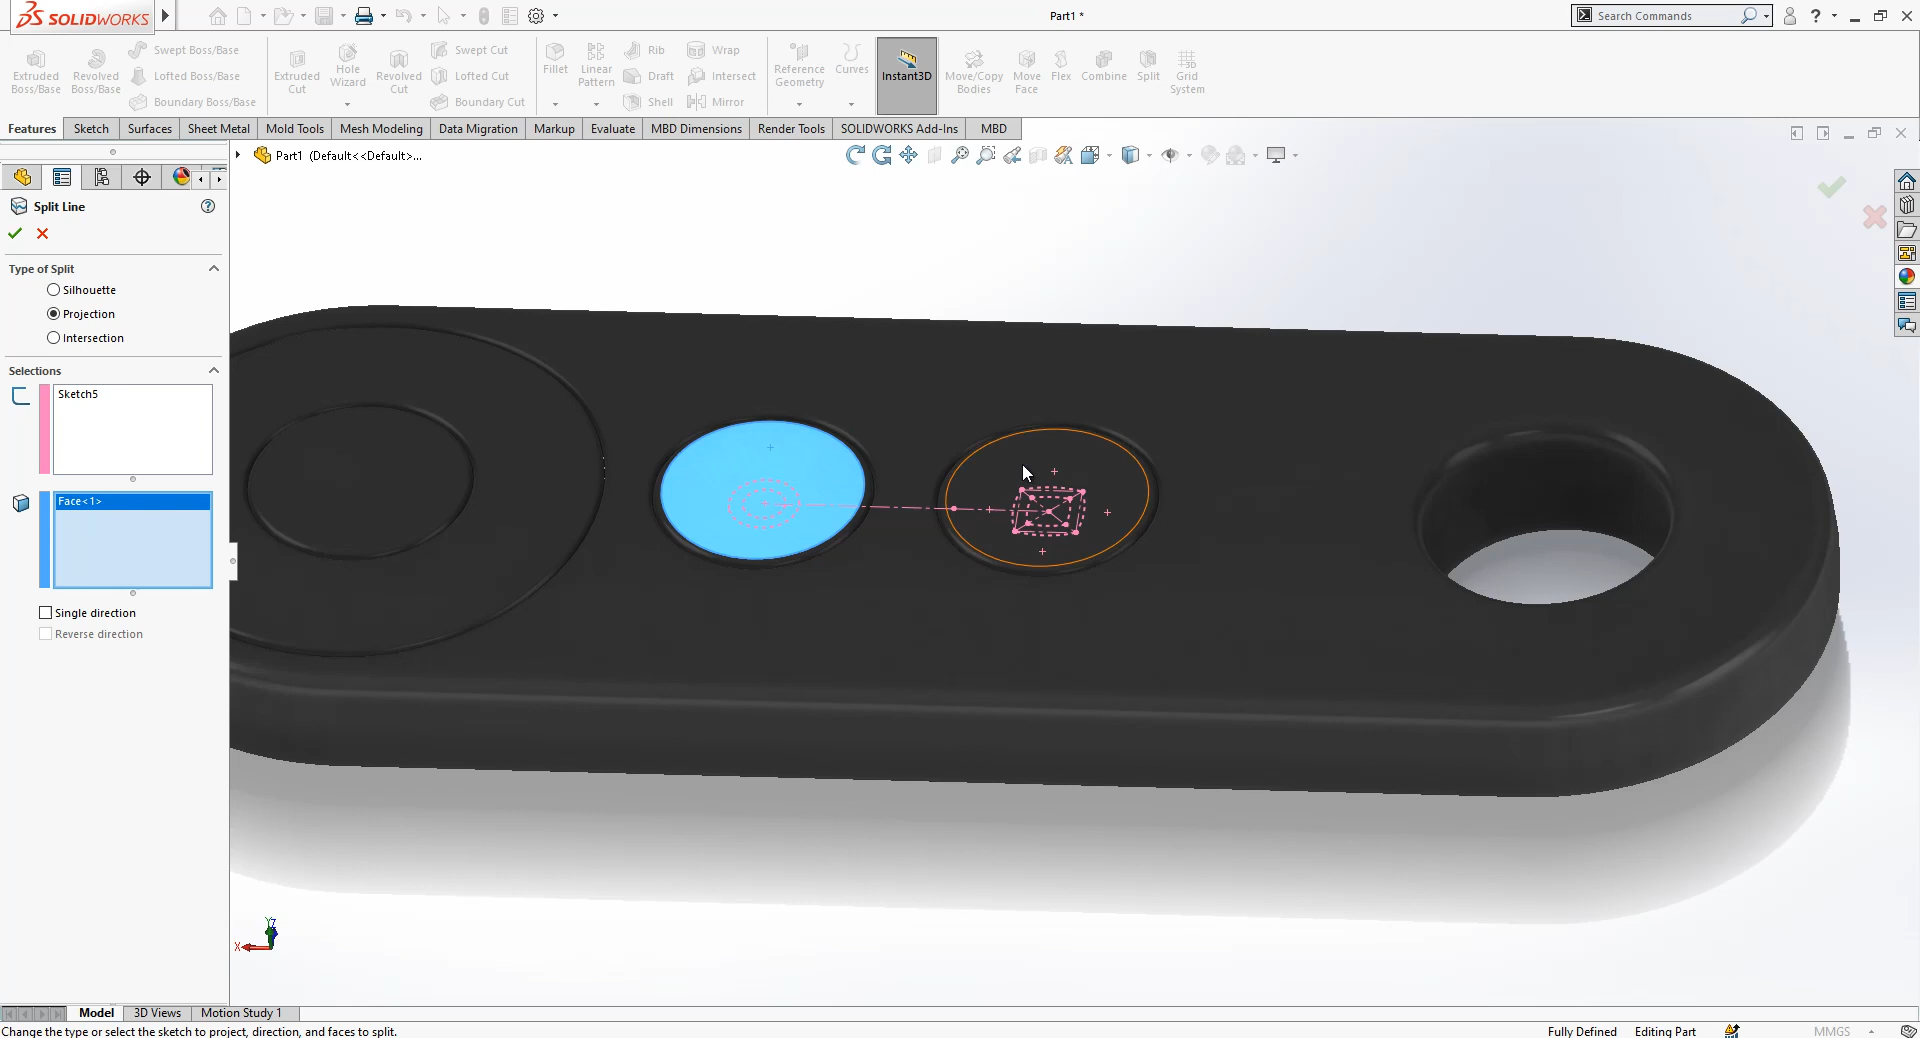 SOLIDWORKS
Part1 *
Search Commands
?
Extruded Boss/Base
Revolved Boss/Base
Swept Boss/Base
Lofted Boss/Base
Boundary Boss/Base
Extruded Cut
Hole Wizard
Revolved Cut
Swept Cut
Lofted Cut
Boundary Cut
Fillet
Linear Pattern
Rib
Draft
Shell
Wrap
Intersect
Mirror
Reference Geometry
Curves
Instant3D
Move/Copy Bodies
Move Face
Flex
Combine
Split
Grid System
Features
Sketch
Surfaces
Sheet Metal
Mold Tools
Mesh Modeling
Data Migration
Markup
Evaluate
MBD Dimensions
Render Tools
SOLIDWORKS Add-Ins
MBD
Part1 (Default<<Default>...
Split Line
?
Type of Split
Silhouette
Projection
Intersection
Selections
Sketch5
Face<1>
Single direction
Reverse direction
Y
Z
X
Model
3D Views
Motion Study 1
Change the type or select the sketch to project, direction, and faces to split.
Fully Defined
Editing Part
MMGS